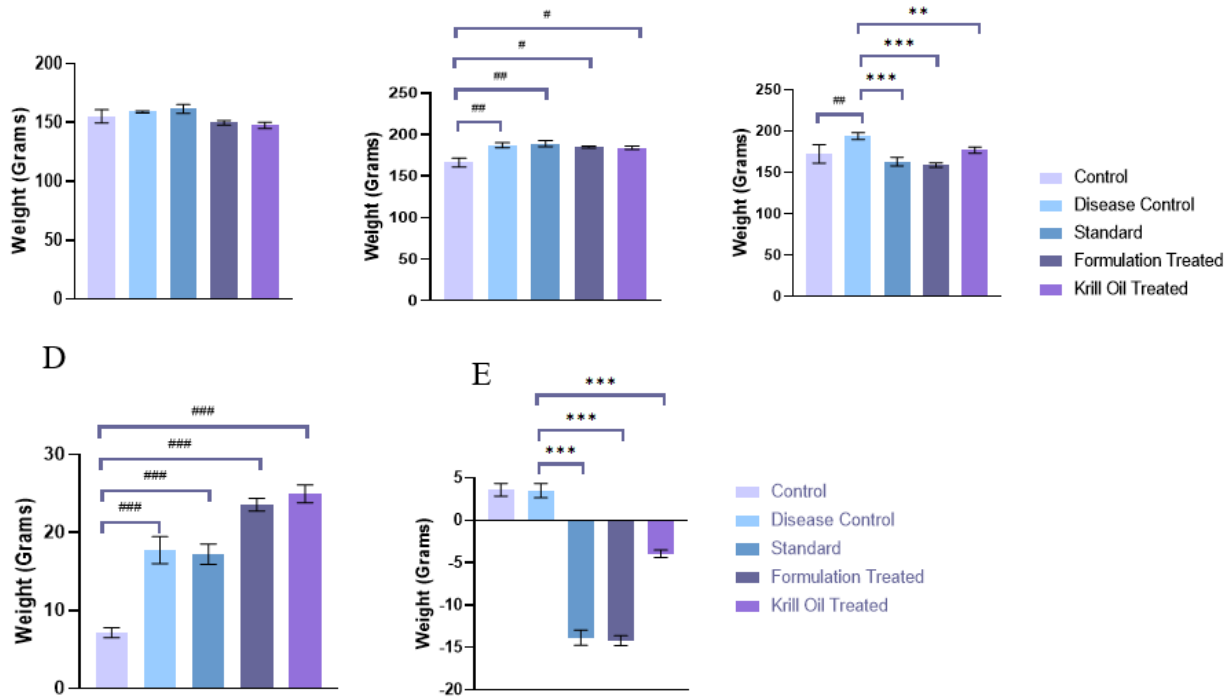 200
150
100
50
0
Weight (Grams)
#
#
##
##
250
200
150
100
50
0
Weight (Grams)
**
***
***
##
250
200
150
100
50
0
Weight (Grams)
Control
Disease Control
Standard
Formulation Treated
Krill Oil Treated
D
###
###
###
###
30
20
10
0
Weight (Grams)
E
***
***
***
5
0
-5
-10
-15
-20
Weight (Grams)
Control
Disease Control
Standard
Formulation Treated
Krill Oil Treated